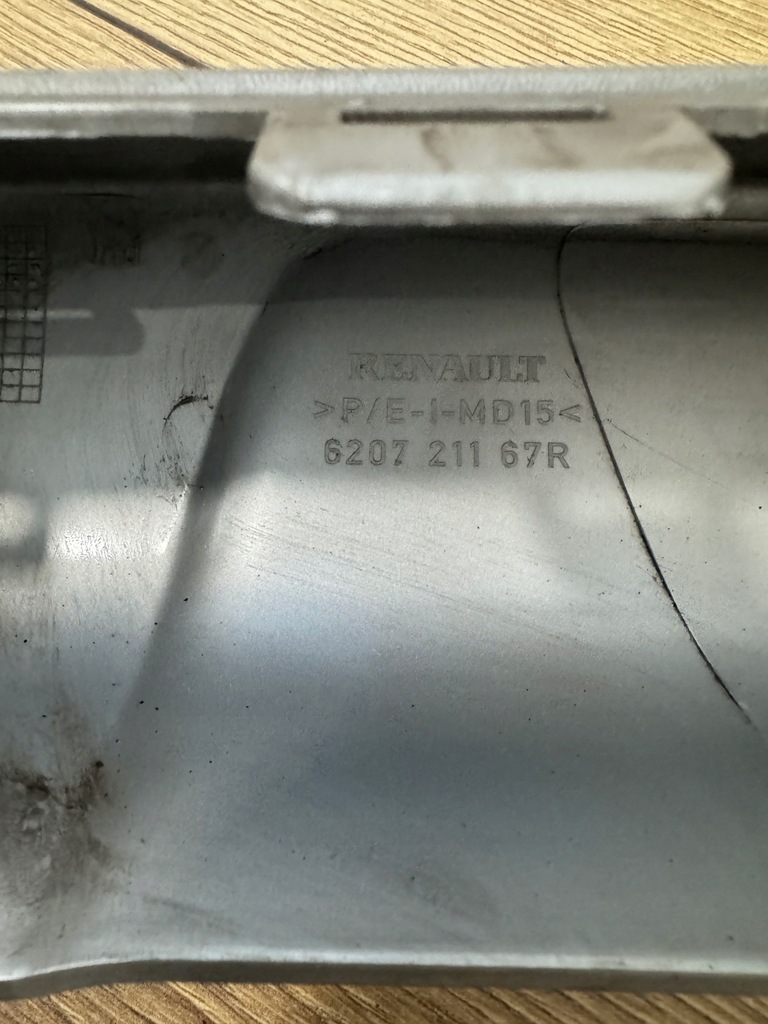 RENAULT
>P/E-I-MD15<
6207 211 67R